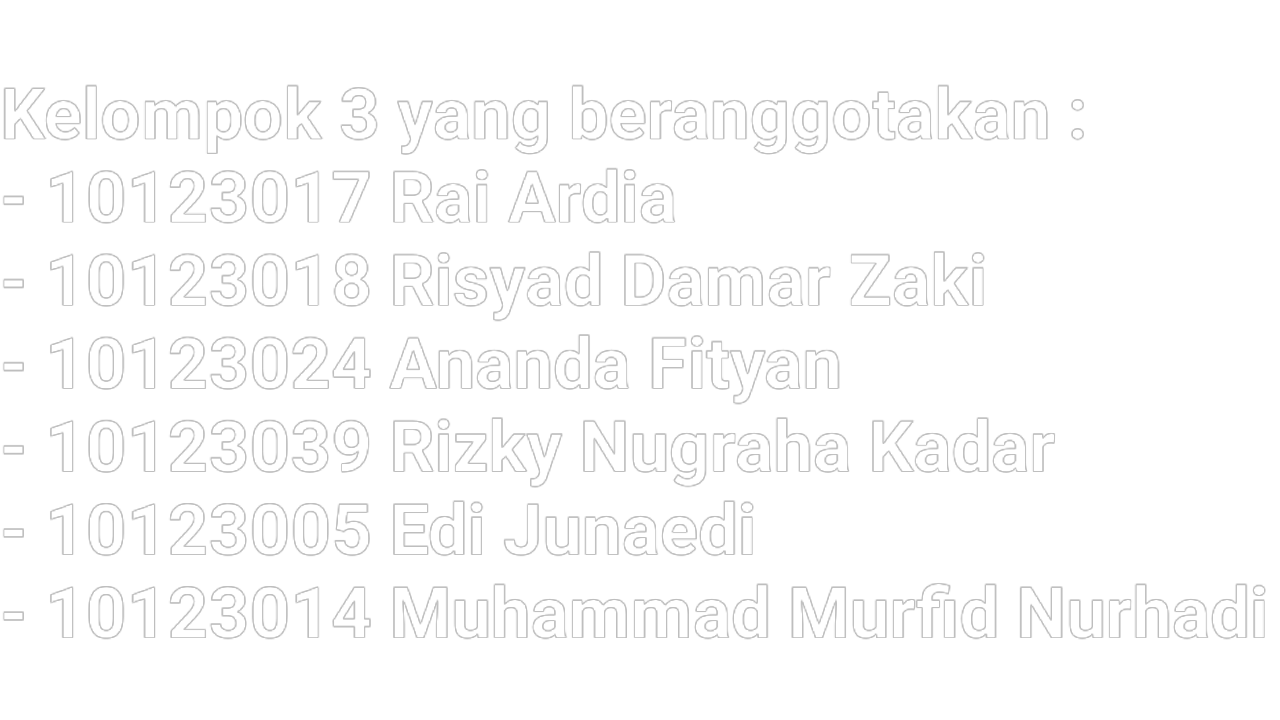 Kelompok 3 yang beranggotakan :
- 10123017 Rai Ardia
- 10123018 Risyad Damar Zaki
- 10123024 Ananda Fityan
- 10123039 Rizky Nugraha Kadar
- 10123005 Edi Junaedi
- 10123014 Muhammad Murfid Nurhadi